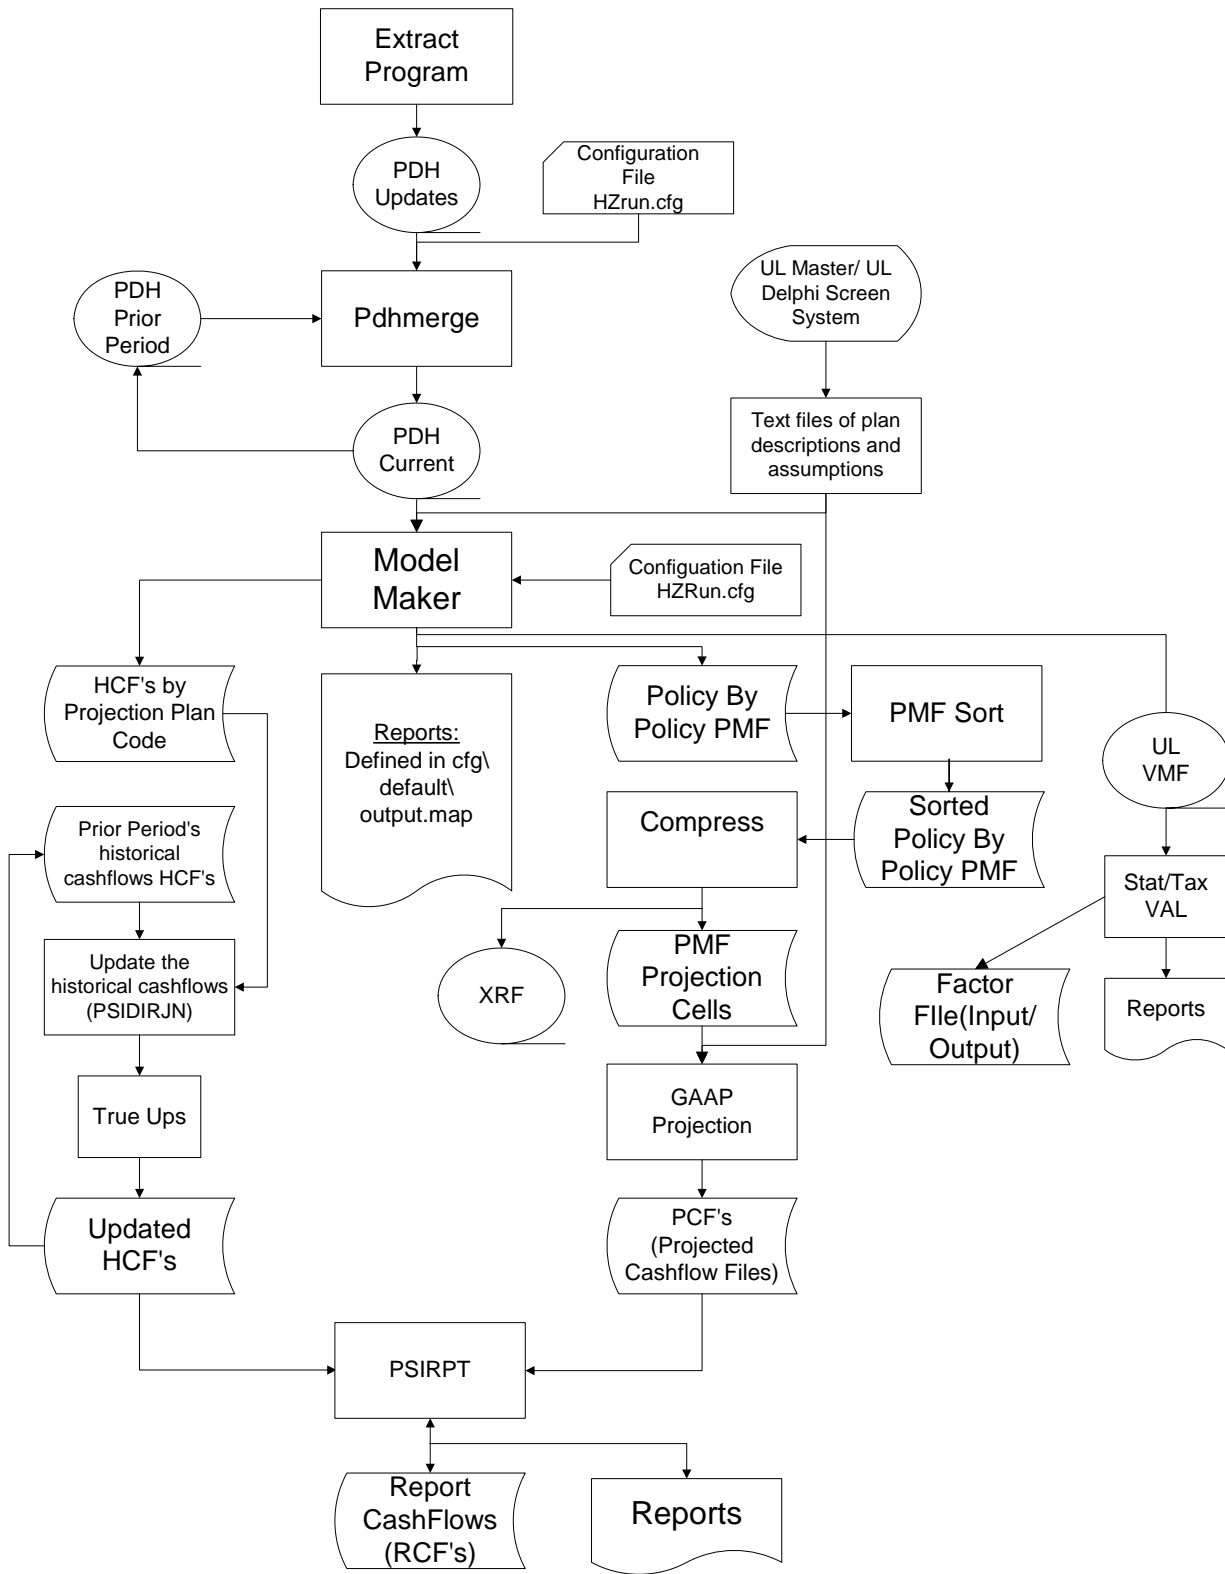 Extract
Program
PDH
Updates
Configuration
File
HZrun.cfg
PDH
Prior
Period
Pdhmerge
UL Master/ UL
Delphi Screen
System
PDH
Current
Text files of plan
descriptions and
assumptions
Model
Maker
Configuation File
HZRun.cfg
HCF's by
Projection Plan
Code
Reports:
Defined in cfg\
default\
output.map
Policy By
Policy PMF
PMF Sort
UL
VMF
Prior Period's
historical
cashflows HCF's
Compress
Sorted
Policy By
Policy PMF
Stat/Tax
VAL
Update the
historical cashflows
(PSIDIRJN)
XRF
PMF
Projection
Cells
Factor
FIle(Input/
Output)
Reports
True Ups
GAAP
Projection
Updated
HCF's
PCF's
(Projected
Cashflow Files)
PSIRPT
Report
CashFlows
(RCF's)
Reports